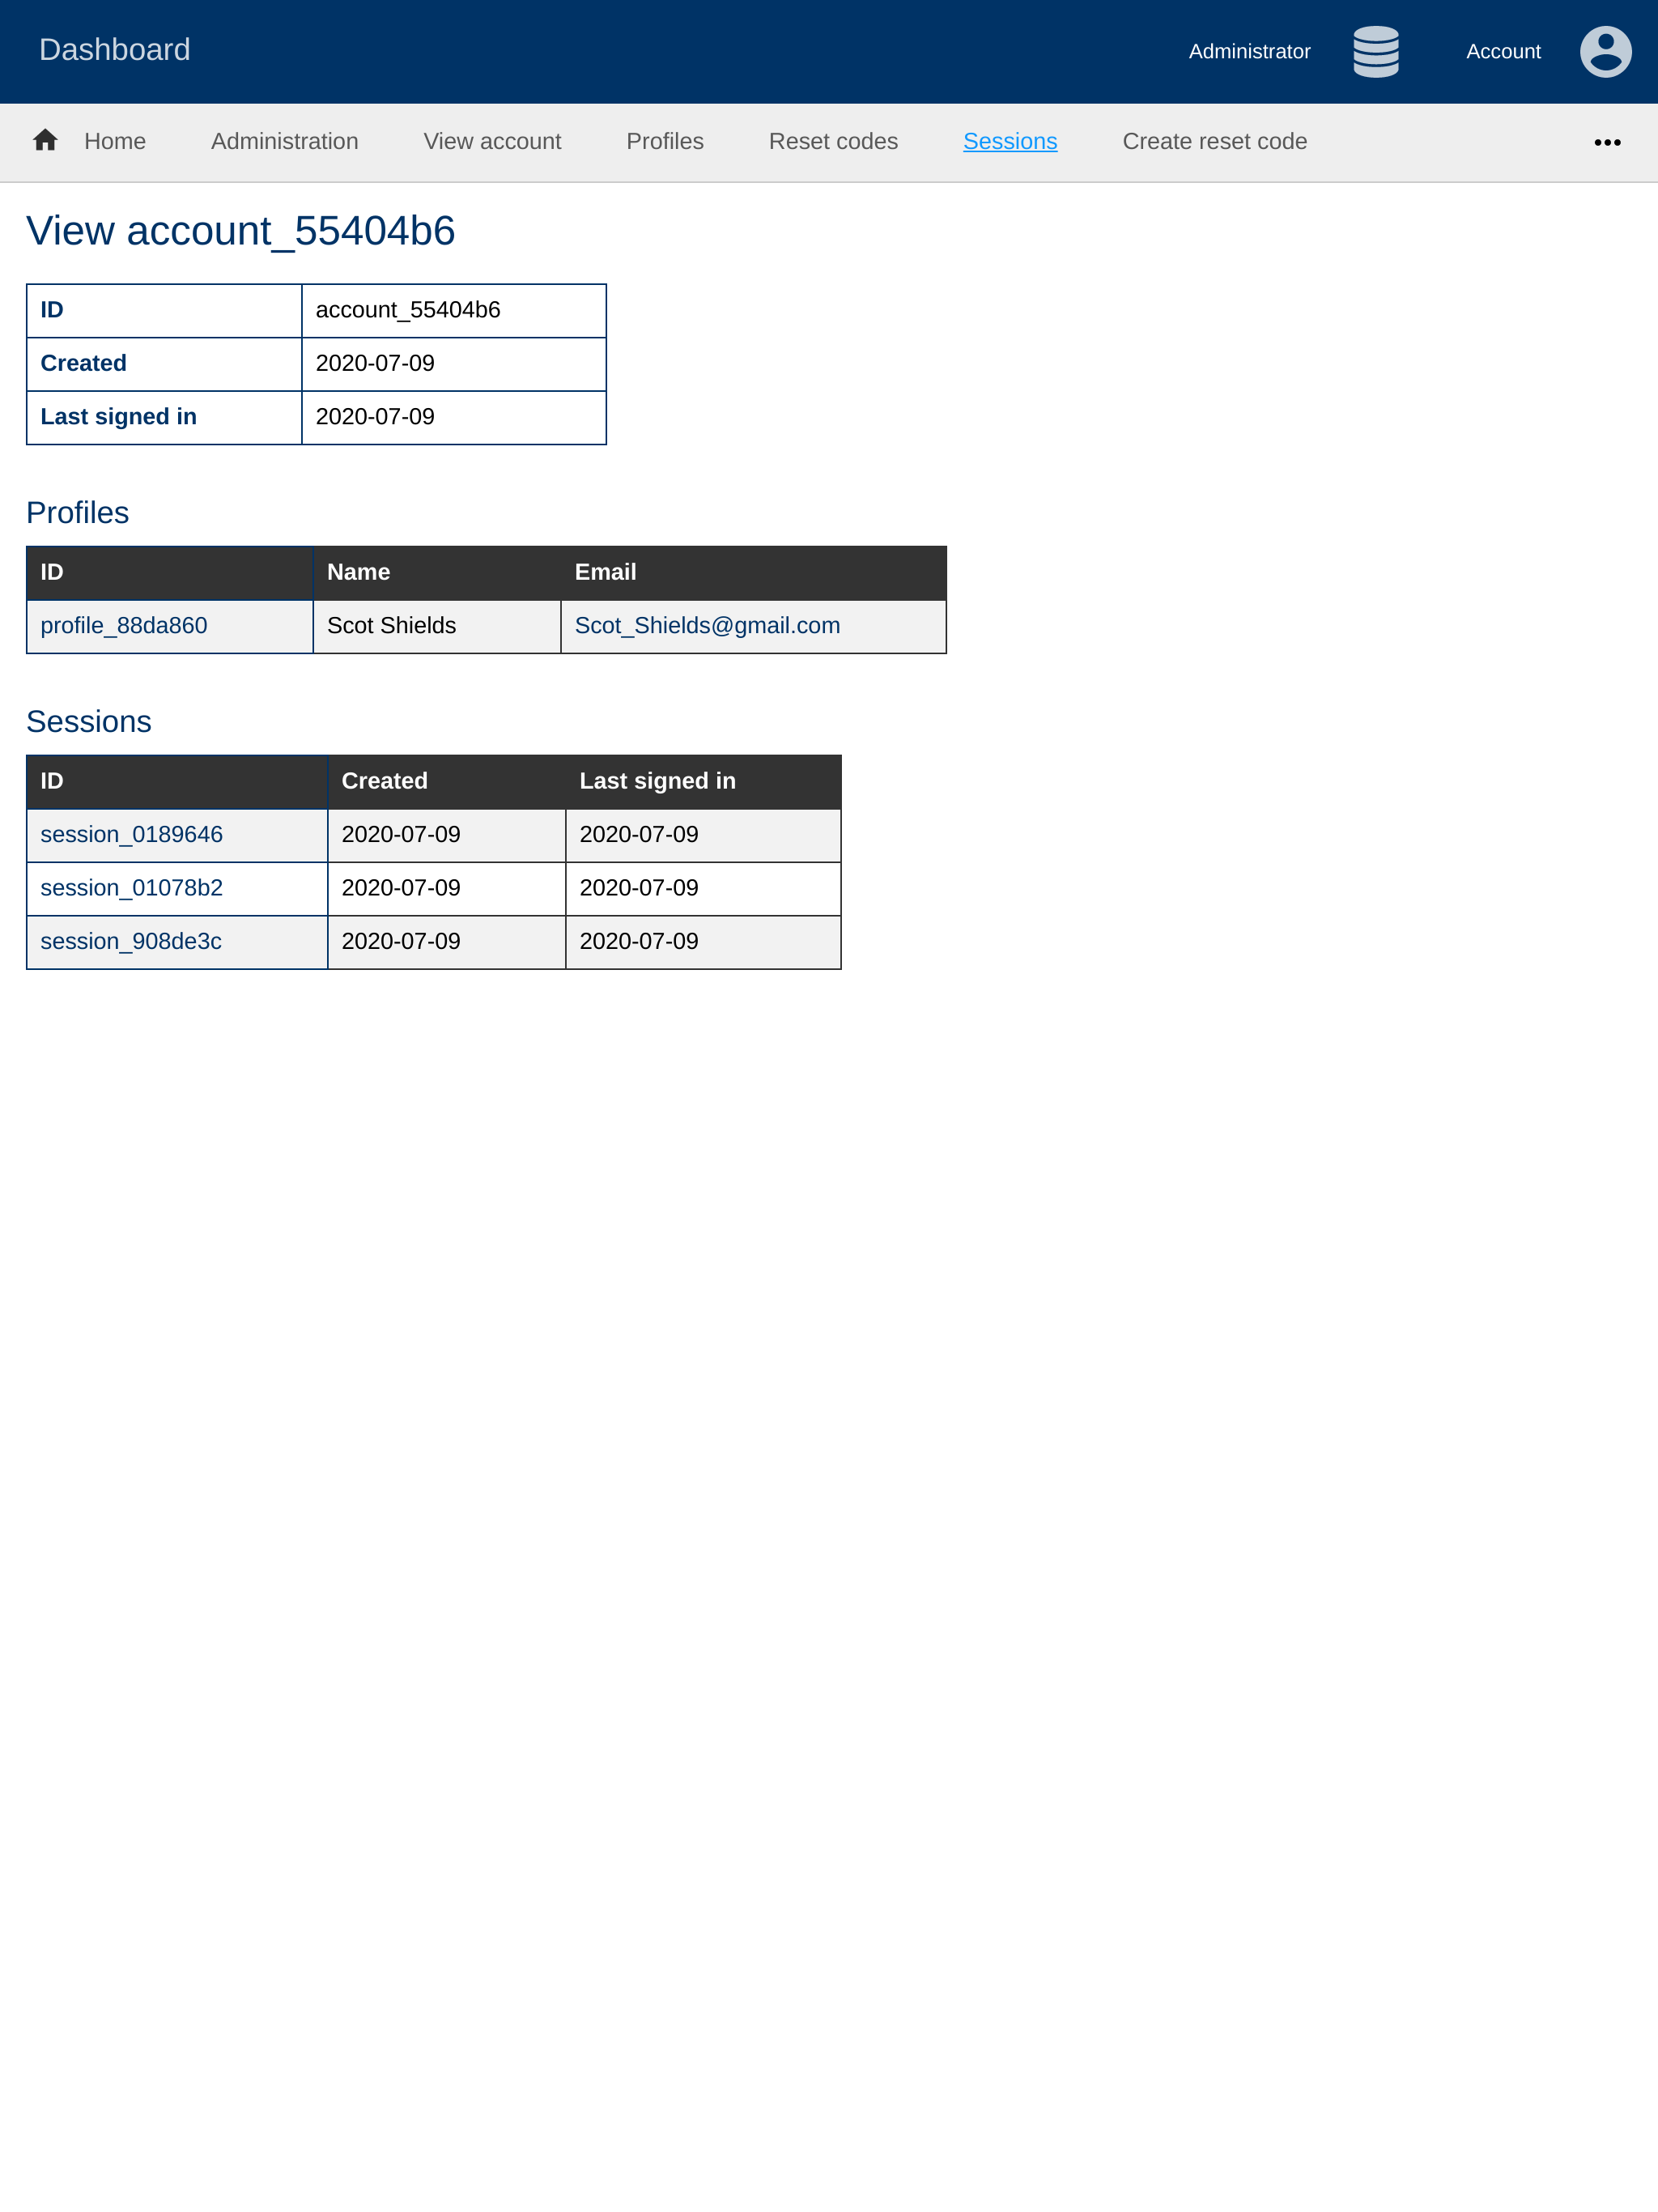 Dashboard Administrator Account
Home Administration View account Profiles Reset codes Sessions Create reset code
View account_55404b6
ID account_55404b6
Created 2020-07-09
Last signed in 2020-07-09
Profiles
ID Name Email
profile_88da860 Scot Shields Scot_Shields@gmail.com
Sessions
ID Created Last signed in
session_0189646 2020-07-09 2020-07-09
session_01078b2 2020-07-09 2020-07-09
session_908de3c 2020-07-09 2020-07-09